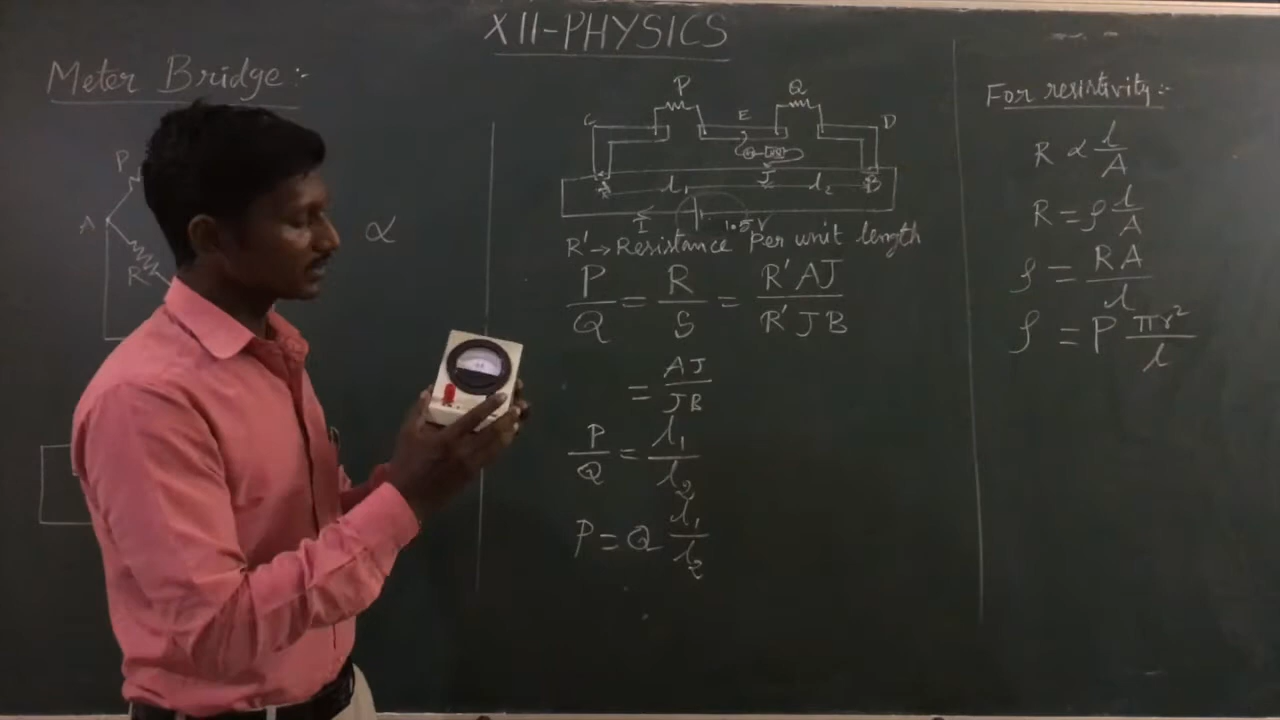 XII-PHYSICS
Meter Bridge:-
P
A
R
α
P Q
G E D
J
l₁ l₂ B
I 1.5 V
R' → Resistance Per unit length
P/Q = R/S = R'AJ/R'JB
= AJ/JB
P/Q = l₁/l₂
P = Q l₁/l₂
For resistivity:-
R α l/A
R = ρ l/A
ρ = RA/l
ρ = P πr²/l